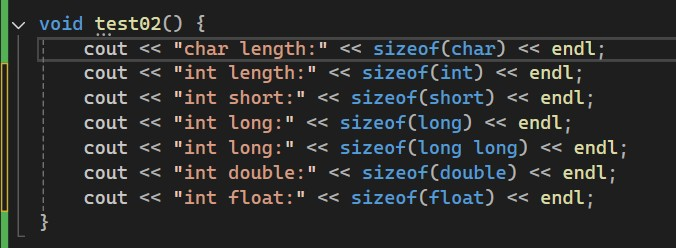 void test02() {
cout << "char length:" << sizeof(char) << endl;
cout << "int length:" << sizeof(int) << endl;
cout << "int short:" << sizeof(short) << endl;
cout << "int long:" << sizeof(long) << endl;
cout << "int long:" << sizeof(long long) << endl;
cout << "int double:" << sizeof(double) << endl;
cout << "int float:" << sizeof(float) << endl;
}